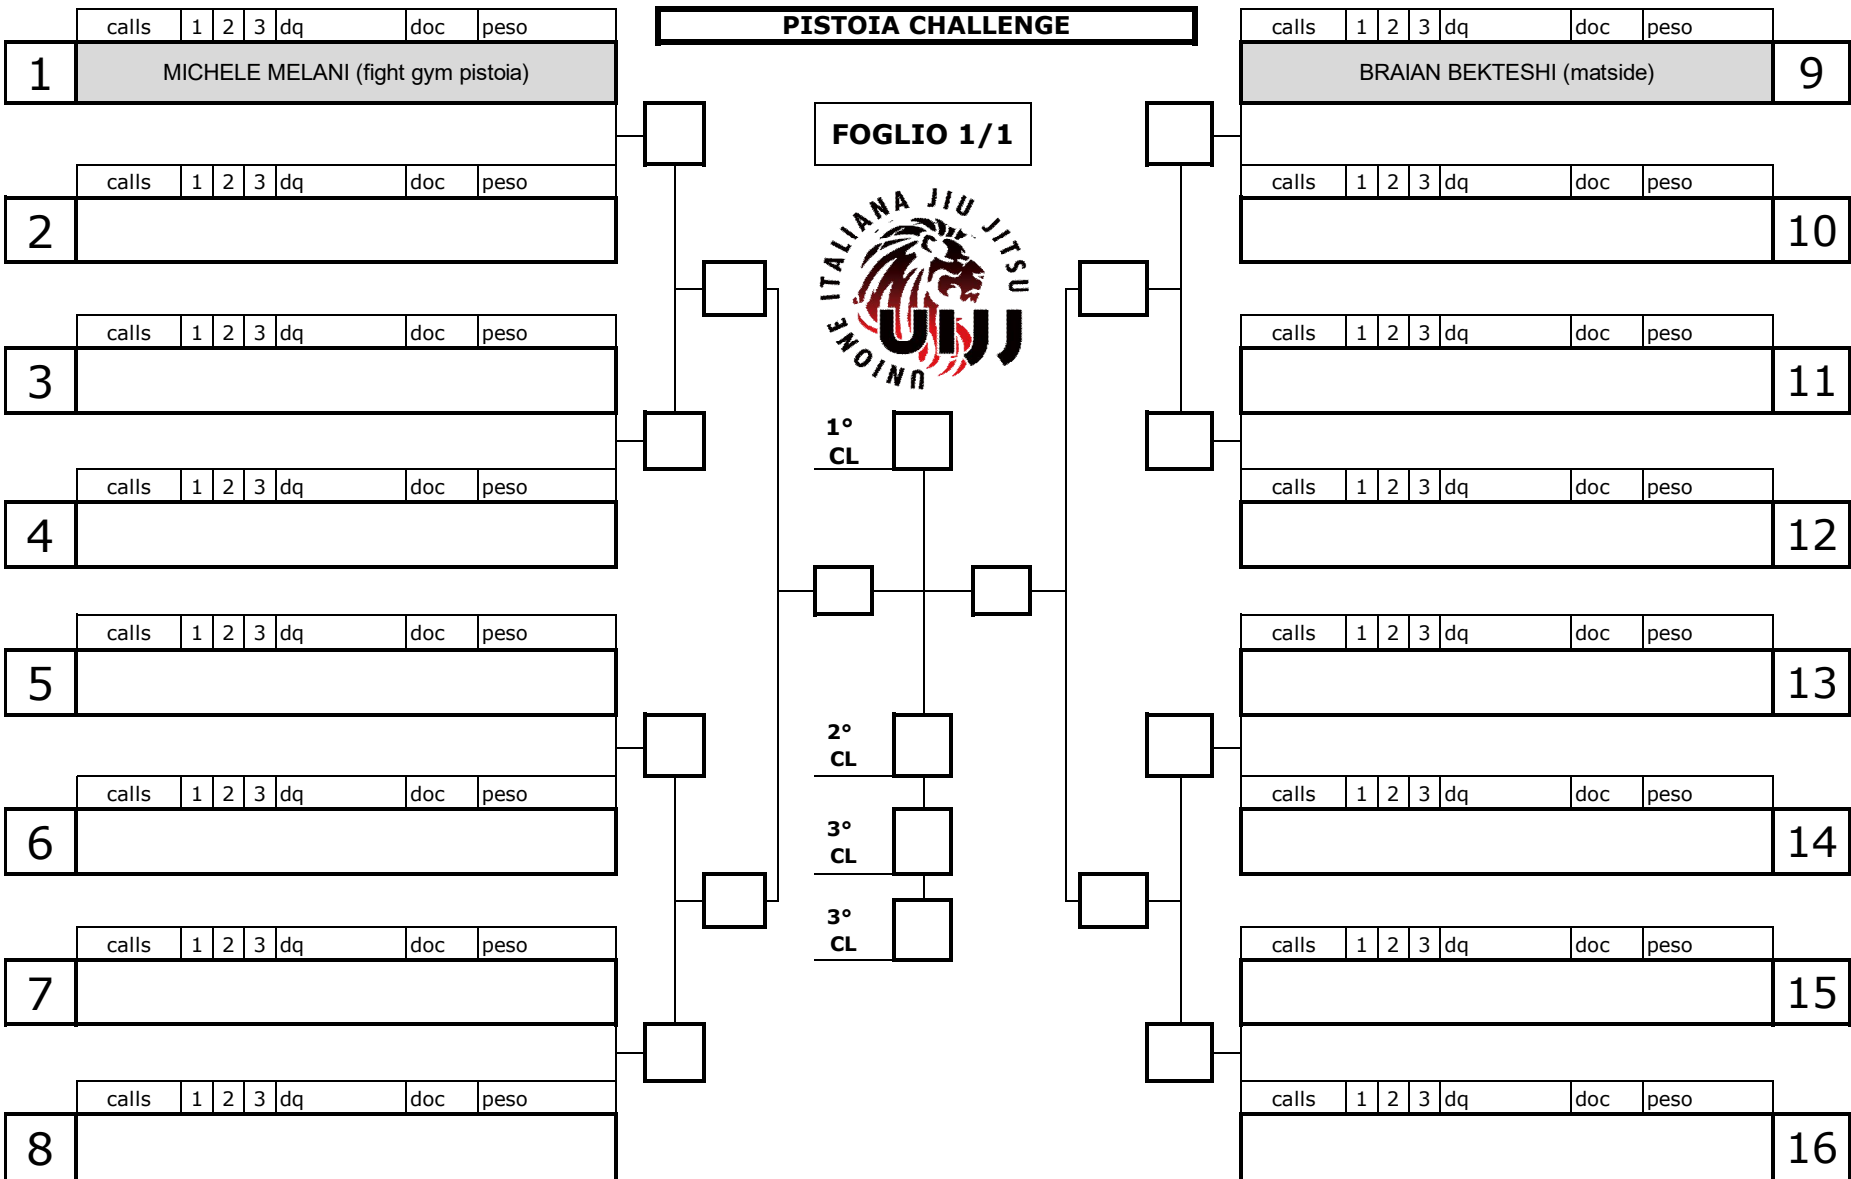 PISTOIA CHALLENGE
FOGLIO 1/1
UNIONE ITALIANA JIU JITSU
UIJJ
calls 1 2 3 dq doc peso
1 MICHELE MELANI (fight gym pistoia)
calls 1 2 3 dq doc peso
2
calls 1 2 3 dq doc peso
3
calls 1 2 3 dq doc peso
4
calls 1 2 3 dq doc peso
5
calls 1 2 3 dq doc peso
6
calls 1 2 3 dq doc peso
7
calls 1 2 3 dq doc peso
8
1°
CL
2°
CL
3°
CL
3°
CL
calls 1 2 3 dq doc peso
BRAIAN BEKTESHI (matside) 9
calls 1 2 3 dq doc peso
10
calls 1 2 3 dq doc peso
11
calls 1 2 3 dq doc peso
12
calls 1 2 3 dq doc peso
13
calls 1 2 3 dq doc peso
14
calls 1 2 3 dq doc peso
15
calls 1 2 3 dq doc peso
16